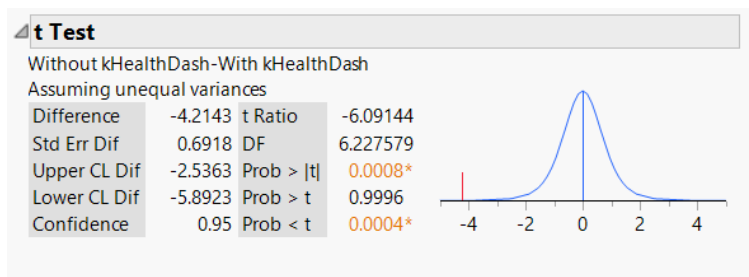 t Test
Without kHealthDash-With kHealthDash
Assuming unequal variances
Difference -4.2143 t Ratio -6.09144
Std Err Dif 0.6918 DF 6.227579
Upper CL Dif -2.5363 Prob > |t| 0.0008*
Lower CL Dif -5.8923 Prob > t 0.9996
Confidence 0.95 Prob < t 0.0004*
-4 -2 0 2 4